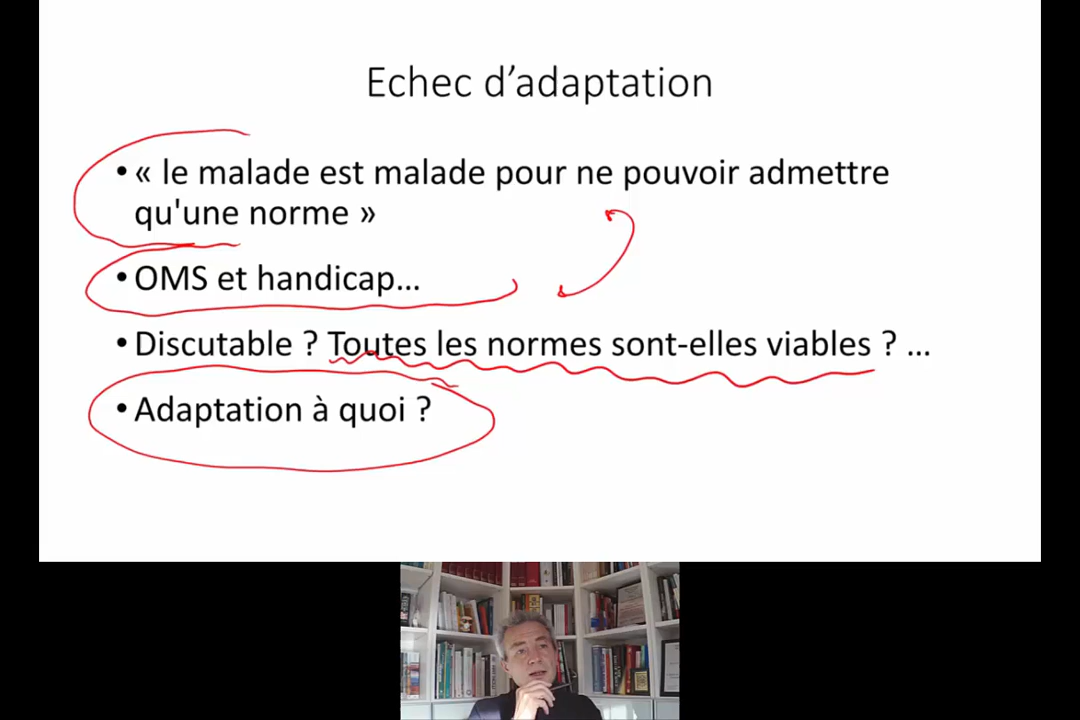 Echec d’adaptation
• « le malade est malade pour ne pouvoir admettre
qu'une norme »
• OMS et handicap...
• Discutable ? Toutes les normes sont-elles viables ? ...
• Adaptation à quoi ?